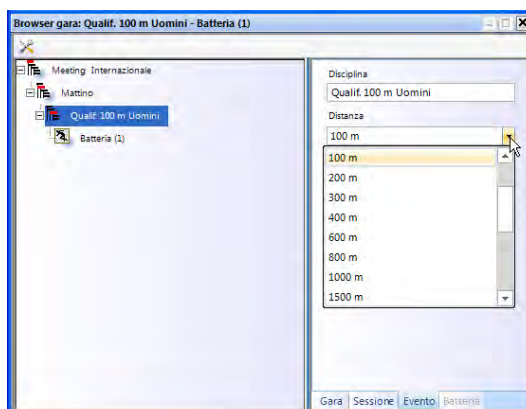 Browser gara: Qualif. 100 m Uomini - Batteria (1)
Meeting Internazionale
Mattino
Qualif. 100 m Uomini
Batteria (1)
Disciplina
Qualif. 100 m Uomini
Distanza
100 m
100 m
200 m
300 m
400 m
600 m
800 m
1000 m
1500 m
Gara Sessione Evento Batteria